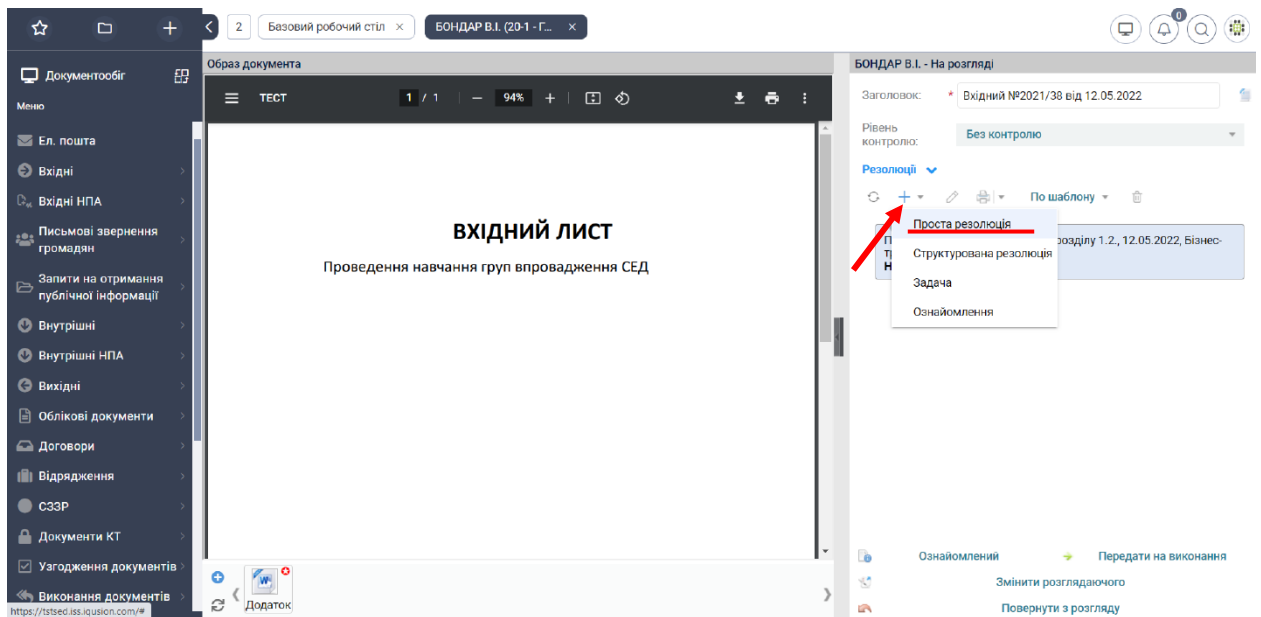 2
Базовий робочий стіл ×
БОНДАР В.І. (20-1 - Г... ×
0
Документообіг
Меню
Ел. пошта
Вхідні
Вхідні НПА
Письмові звернення
громадян
Запити на отримання
публічної інформації
Внутрішні
Внутрішні НПА
Вихідні
Облікові документи
Договори
Відрядження
СЗЗР
Документи КТ
Узгодження документів
Виконання документів
https://tstsed.iss.iqusion.com/#
Образ документа
ТЕСТ
1 / 1
94%
ВХІДНИЙ ЛИСТ
Проведення навчання груп впровадження СЕД
Додаток
БОНДАР В.І. - На розгляді
Заголовок: * Вхідний №2021/38 від 12.05.2022
Рівень
контролю:
Без контролю
Резолюції
По шаблону
Проста резолюція
Структурована резолюція
Задача
Ознайомлення
розділу 1.2., 12.05.2022, Бізнес-
Ознайомлений
Передати на виконання
Змінити розглядаючого
Повернути з розгляду